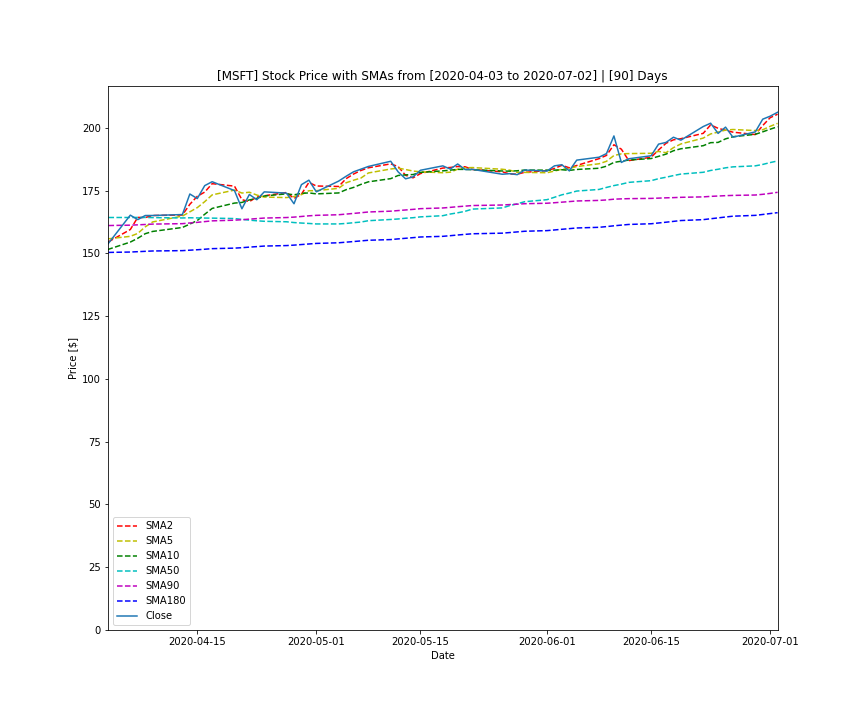 [MSFT] Stock Price with SMAs from [2020-04-03 to 2020-07-02] | [90] Days
Price [$]
200
175
150
125
100
75
50
25
0
SMA2
SMA5
SMA10
SMA50
SMA90
SMA180
Close
2020-04-15 2020-05-01 2020-05-15 2020-06-01 2020-06-15 2020-07-01
Date